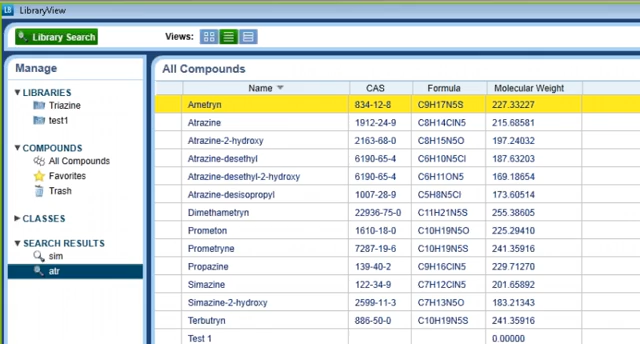 LB LibraryView
Library Search Views:
Manage
LIBRARIES
Triazine
test1
COMPOUNDS
All Compounds
Favorites
Trash
CLASSES
SEARCH RESULTS
sim
atr
All Compounds
Name CAS Formula Molecular Weight
Ametryn 834-12-8 C9H17N5S 227.33227
Atrazine 1912-24-9 C8H14ClN5 215.68581
Atrazine-2-hydroxy 2163-68-0 C8H15N5O 197.24032
Atrazine-desethyl 6190-65-4 C6H10N5Cl 187.63203
Atrazine-desethyl-2-hydroxy 6190-65-4 C6H11ON5 169.18654
Atrazine-desisopropyl 1007-28-9 C5H8N5Cl 173.60514
Dimethametryn 22936-75-0 C11H21N5S 255.38605
Prometon 1610-18-0 C10H19N5O 225.29410
Prometryne 7287-19-6 C10H19N5S 241.35916
Propazine 139-40-2 C9H16ClN5 229.71270
Simazine 122-34-9 C7H12ClN5 201.65892
Simazine-2-hydroxy 2599-11-3 C7H13N5O 183.21343
Terbutryn 886-50-0 C10H19N5S 241.35916
Test 1 0.00000